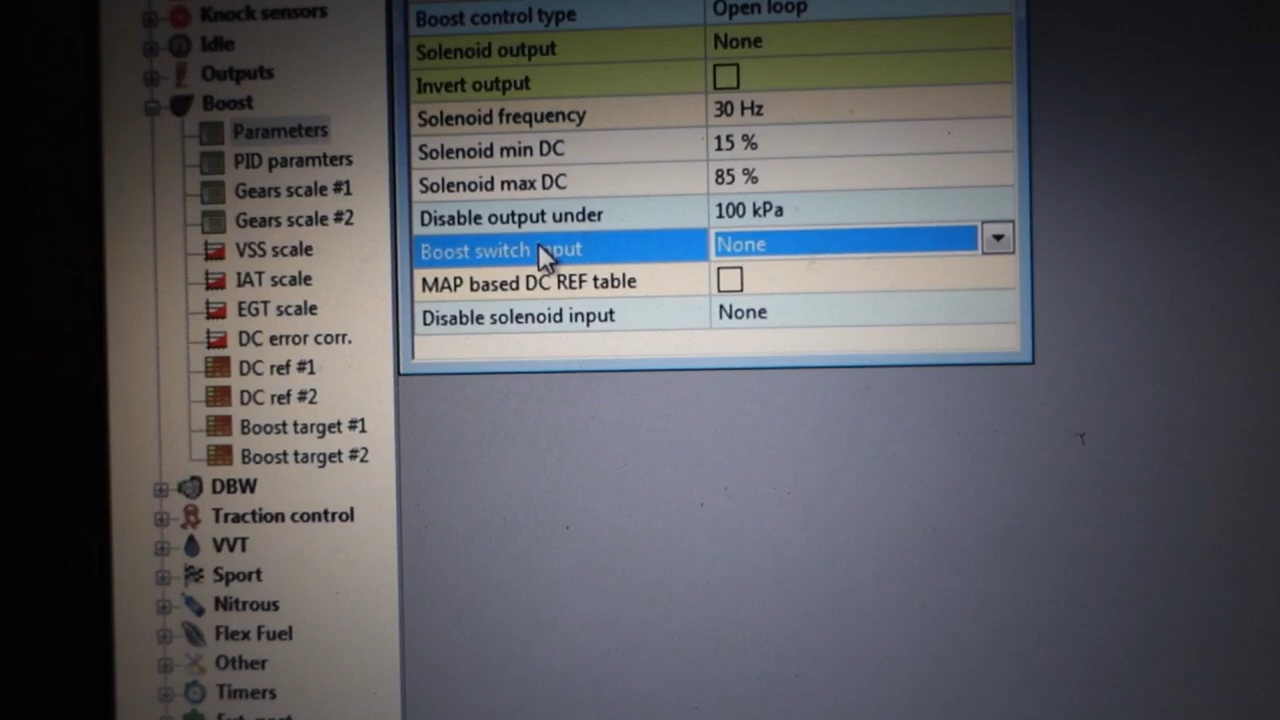 Knock sensors
Idle
Outputs
Boost
Parameters
PID paramters
Gears scale #1
Gears scale #2
VSS scale
IAT scale
EGT scale
DC error corr.
DC ref #1
DC ref #2
Boost target #1
Boost target #2
DBW
Traction control
VVT
Sport
Nitrous
Flex Fuel
Other
Timers
Boost control type Open loop
Solenoid output None
Invert output
Solenoid frequency 30 Hz
Solenoid min DC 15 %
Solenoid max DC 85 %
Disable output under 100 kPa
Boost switch input None
MAP based DC REF table
Disable solenoid input None